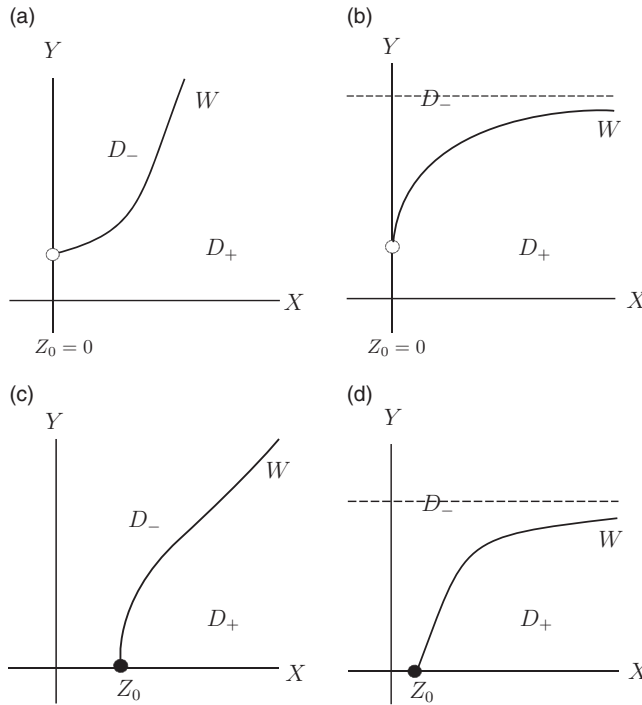 (a)
Y
W
D₋
D₊
X
Z₀ = 0
(b)
Y
D₋
W
D₊
X
Z₀ = 0
(c)
Y
W
D₋
D₊
X
Z₀
(d)
Y
D₋
W
D₊
X
Z₀